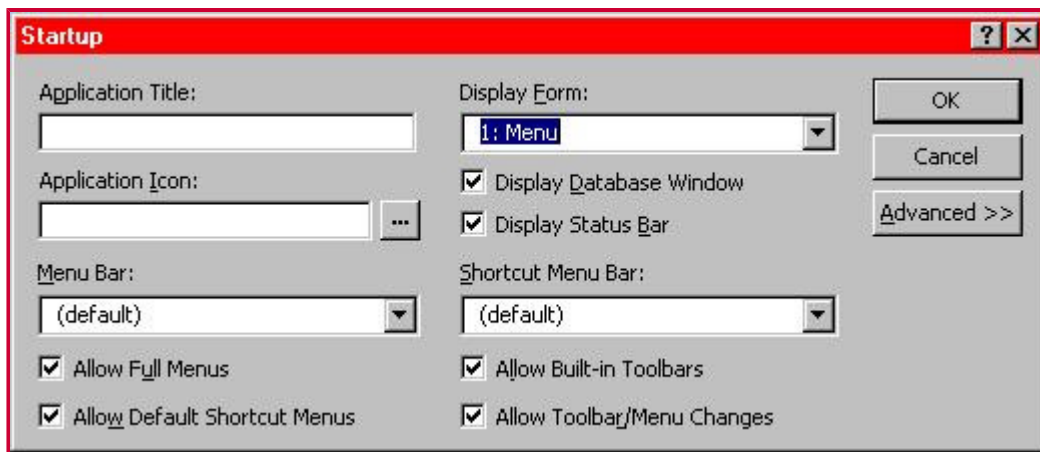 Startup
Application Title:
Display Form:
OK
1: Menu
Cancel
Application Icon:
Display Database Window
...
Display Status Bar
Advanced >>
Menu Bar:
Shortcut Menu Bar:
(default)
(default)
Allow Full Menus
Allow Built-in Toolbars
Allow Default Shortcut Menus
Allow Toolbar/Menu Changes